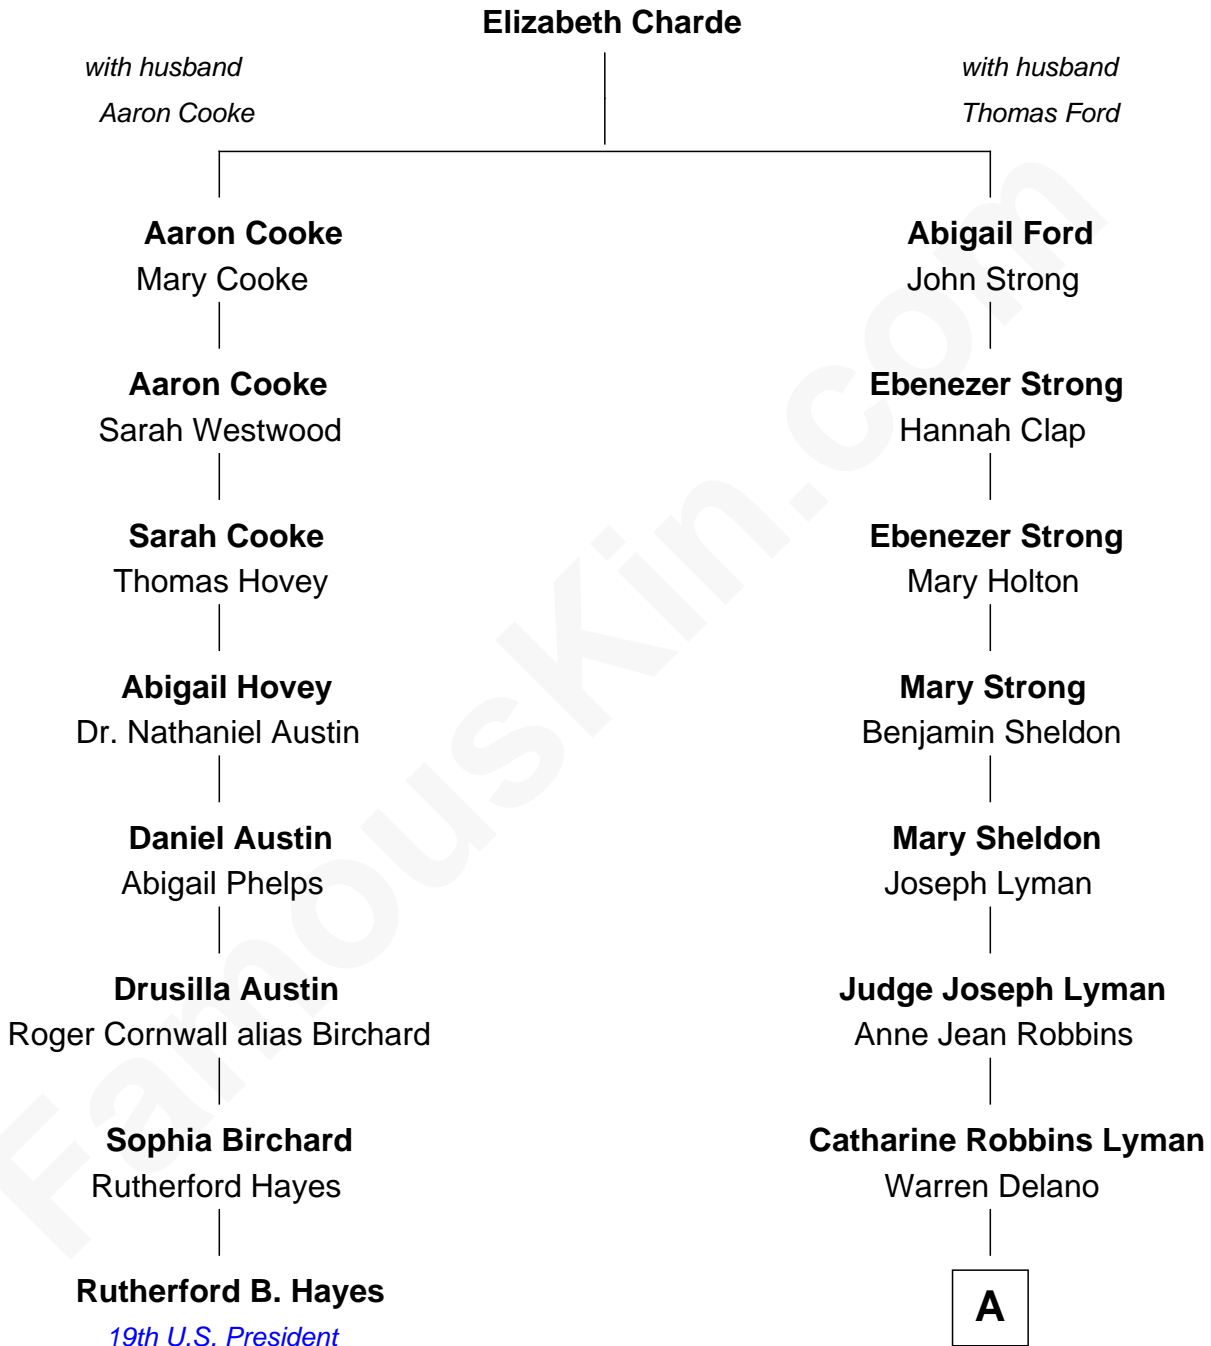 Elizabeth Charde
with husband
Aaron Cooke
with husband
Thomas Ford
Aaron Cooke
Mary Cooke
Abigail Ford
John Strong
Aaron Cooke
Sarah Westwood
Ebenezer Strong
Hannah Clap
Sarah Cooke
Thomas Hovey
Ebenezer Strong
Mary Holton
Abigail Hovey
Dr. Nathaniel Austin
Mary Strong
Benjamin Sheldon
Daniel Austin
Abigail Phelps
Mary Sheldon
Joseph Lyman
Drusilla Austin
Roger Cornwall alias Birchard
Judge Joseph Lyman
Anne Jean Robbins
Sophia Birchard
Rutherford Hayes
Catharine Robbins Lyman
Warren Delano
Rutherford B. Hayes
19th U.S. President
A
FamousKin.com